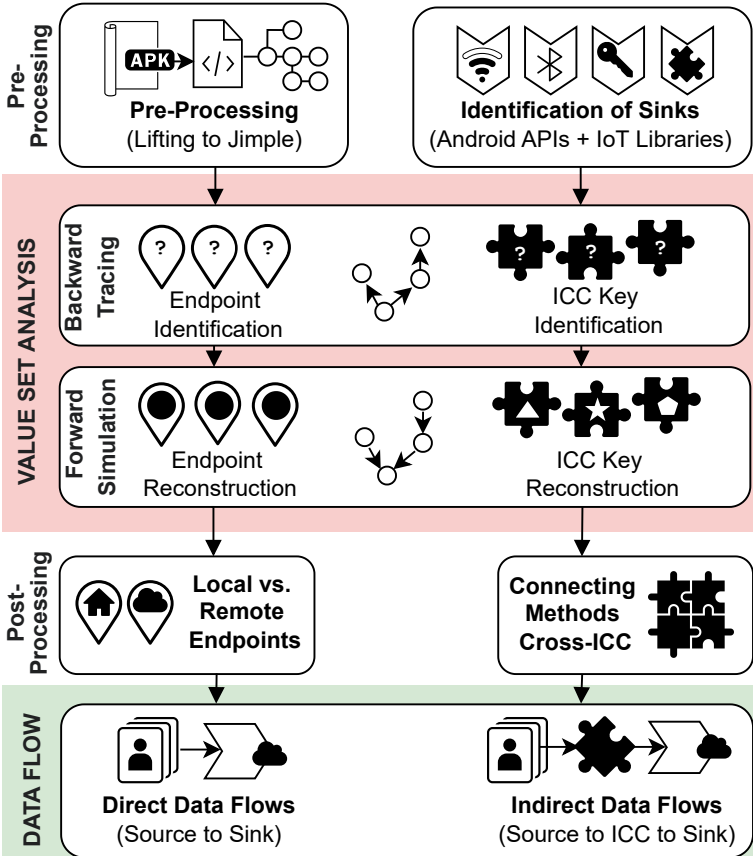 Pre-
Processing
APK
</>
Pre-Processing
(Lifting to Jimple)
Identification of Sinks
(Android APIs + IoT Libraries)
VALUE SET ANALYSIS
Backward
Tracing
? ? ?
Endpoint
Identification
? ? ?
ICC Key
Identification
Forward
Simulation
Endpoint
Reconstruction
ICC Key
Reconstruction
Post-
Processing
Local vs.
Remote
Endpoints
Connecting
Methods
Cross-ICC
DATA FLOW
Direct Data Flows
(Source to Sink)
Indirect Data Flows
(Source to ICC to Sink)